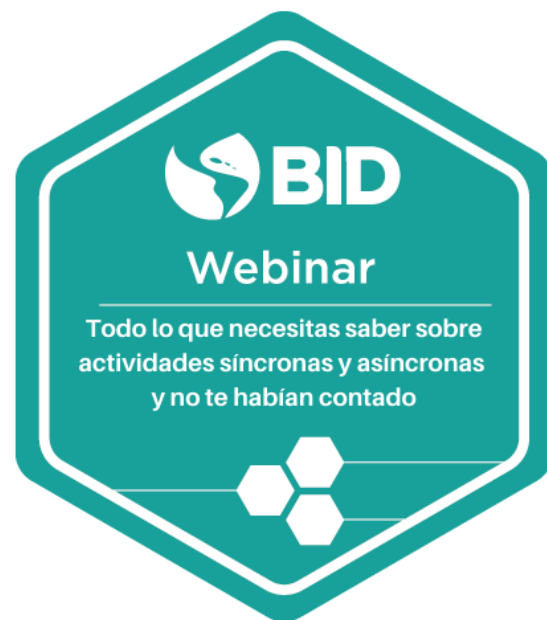 BID
Webinar
Todo lo que necesitas saber sobre
actividades síncronas y asíncronas
y no te habían contado